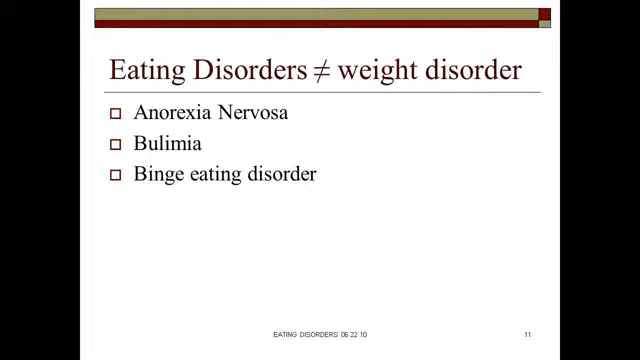 Eating Disorders ≠ weight disorder
Anorexia Nervosa
Bulimia
Binge eating disorder
EATING DISORDERS 06 22 10
11